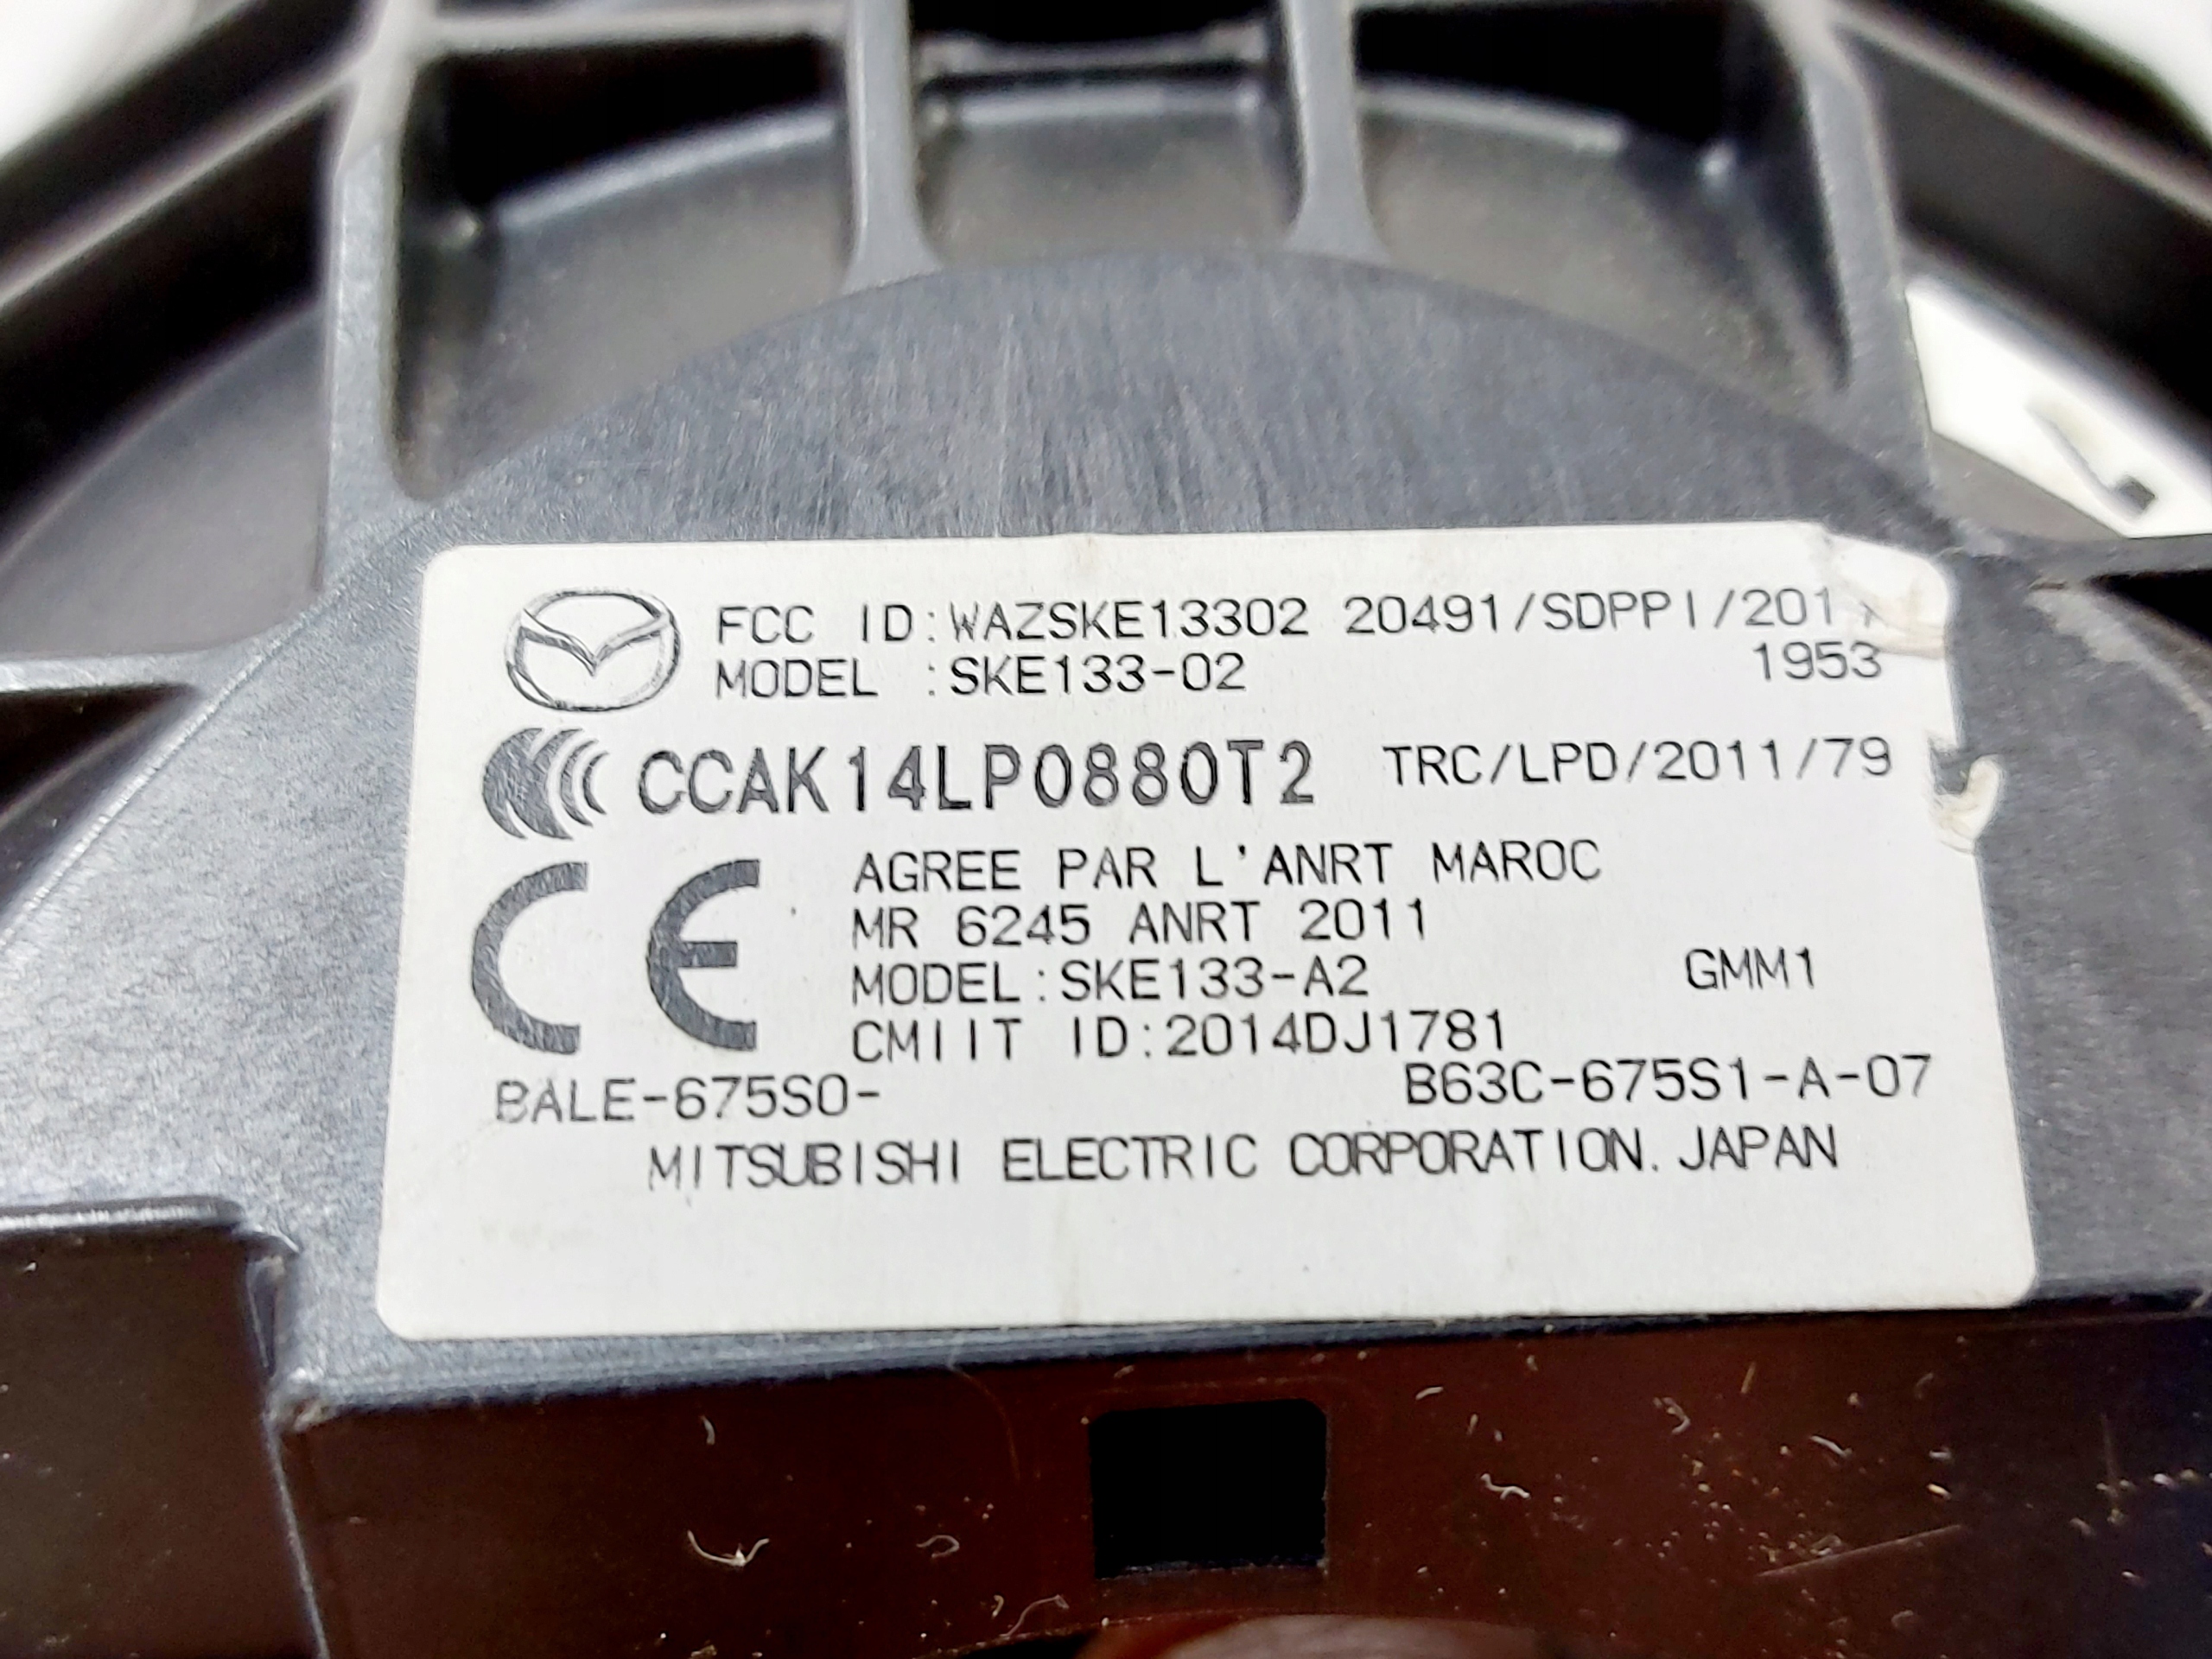 FCC ID:WAZSKE13302 20491/SDPPI/201
MODEL :SKE133-02 1953
CCAK14LP0880T2 TRC/LPD/2011/79
AGREE PAR L'ANRT MAROC
MR 6245 ANRT 2011
MODEL:SKE133-A2 GMM1
CMIIT ID:2014DJ1781
CE
BALE-675S0- B63C-675S1-A-07
MITSUBISHI ELECTRIC CORPORATION.JAPAN